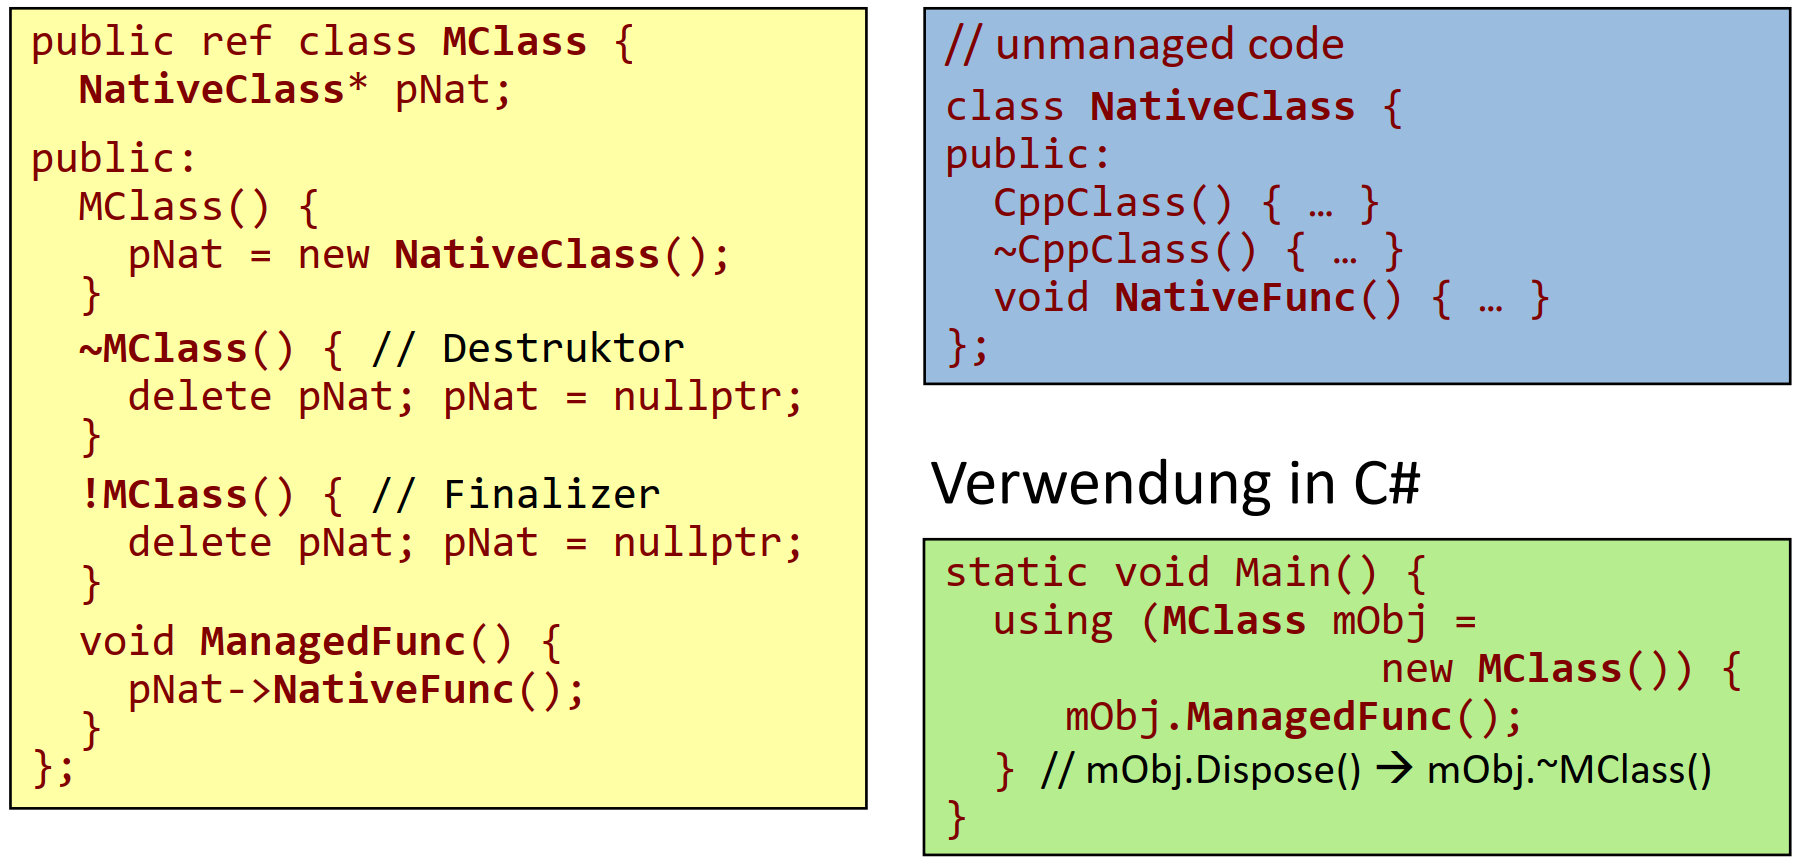 public ref class MClass {
  NativeClass* pNat;
public:
  MClass() {
    pNat = new NativeClass();
  }
  ~MClass() { // Destruktor
    delete pNat; pNat = nullptr;
  }
  !MClass() { // Finalizer
    delete pNat; pNat = nullptr;
  }
  void ManagedFunc() {
    pNat->NativeFunc();
  }
};
// unmanaged code
class NativeClass {
public:
  CppClass() { … }
  ~CppClass() { … }
  void NativeFunc() { … }
};
Verwendung in C#
static void Main() {
  using (MClass mObj =
                  new MClass()) {
     mObj.ManagedFunc();
  } // mObj.Dispose() → mObj.~MClass()
}